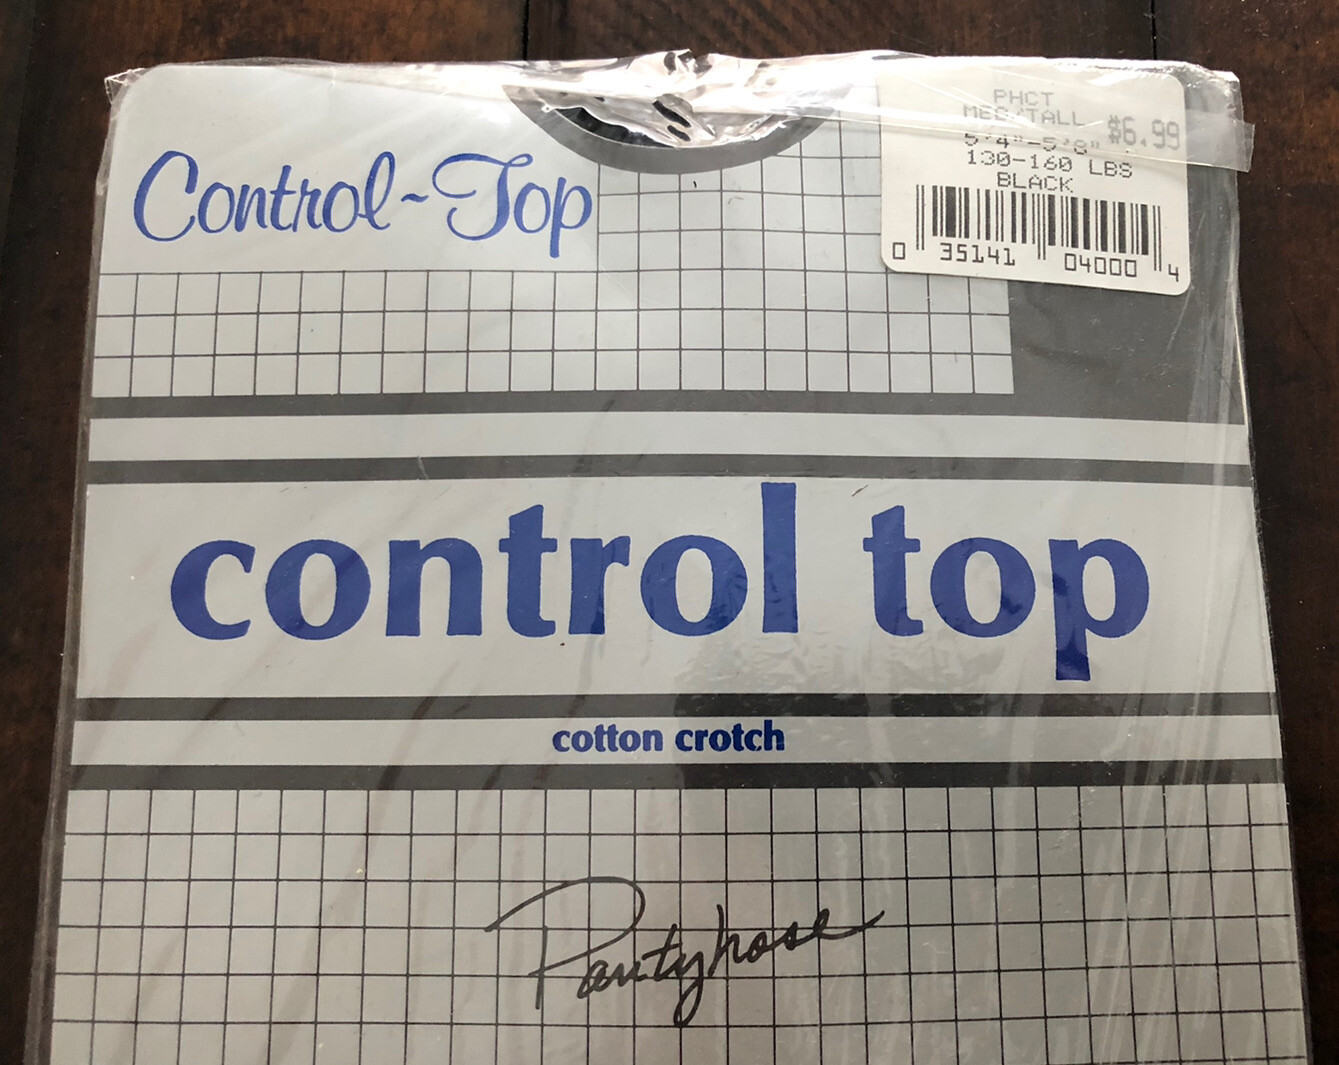 Control~Top
PHCT
MED/TALL $6.99
5'4"-5'8"
130-160 LBS
BLACK
0 35141 04000 4
control top
cotton crotch
Pantyhose